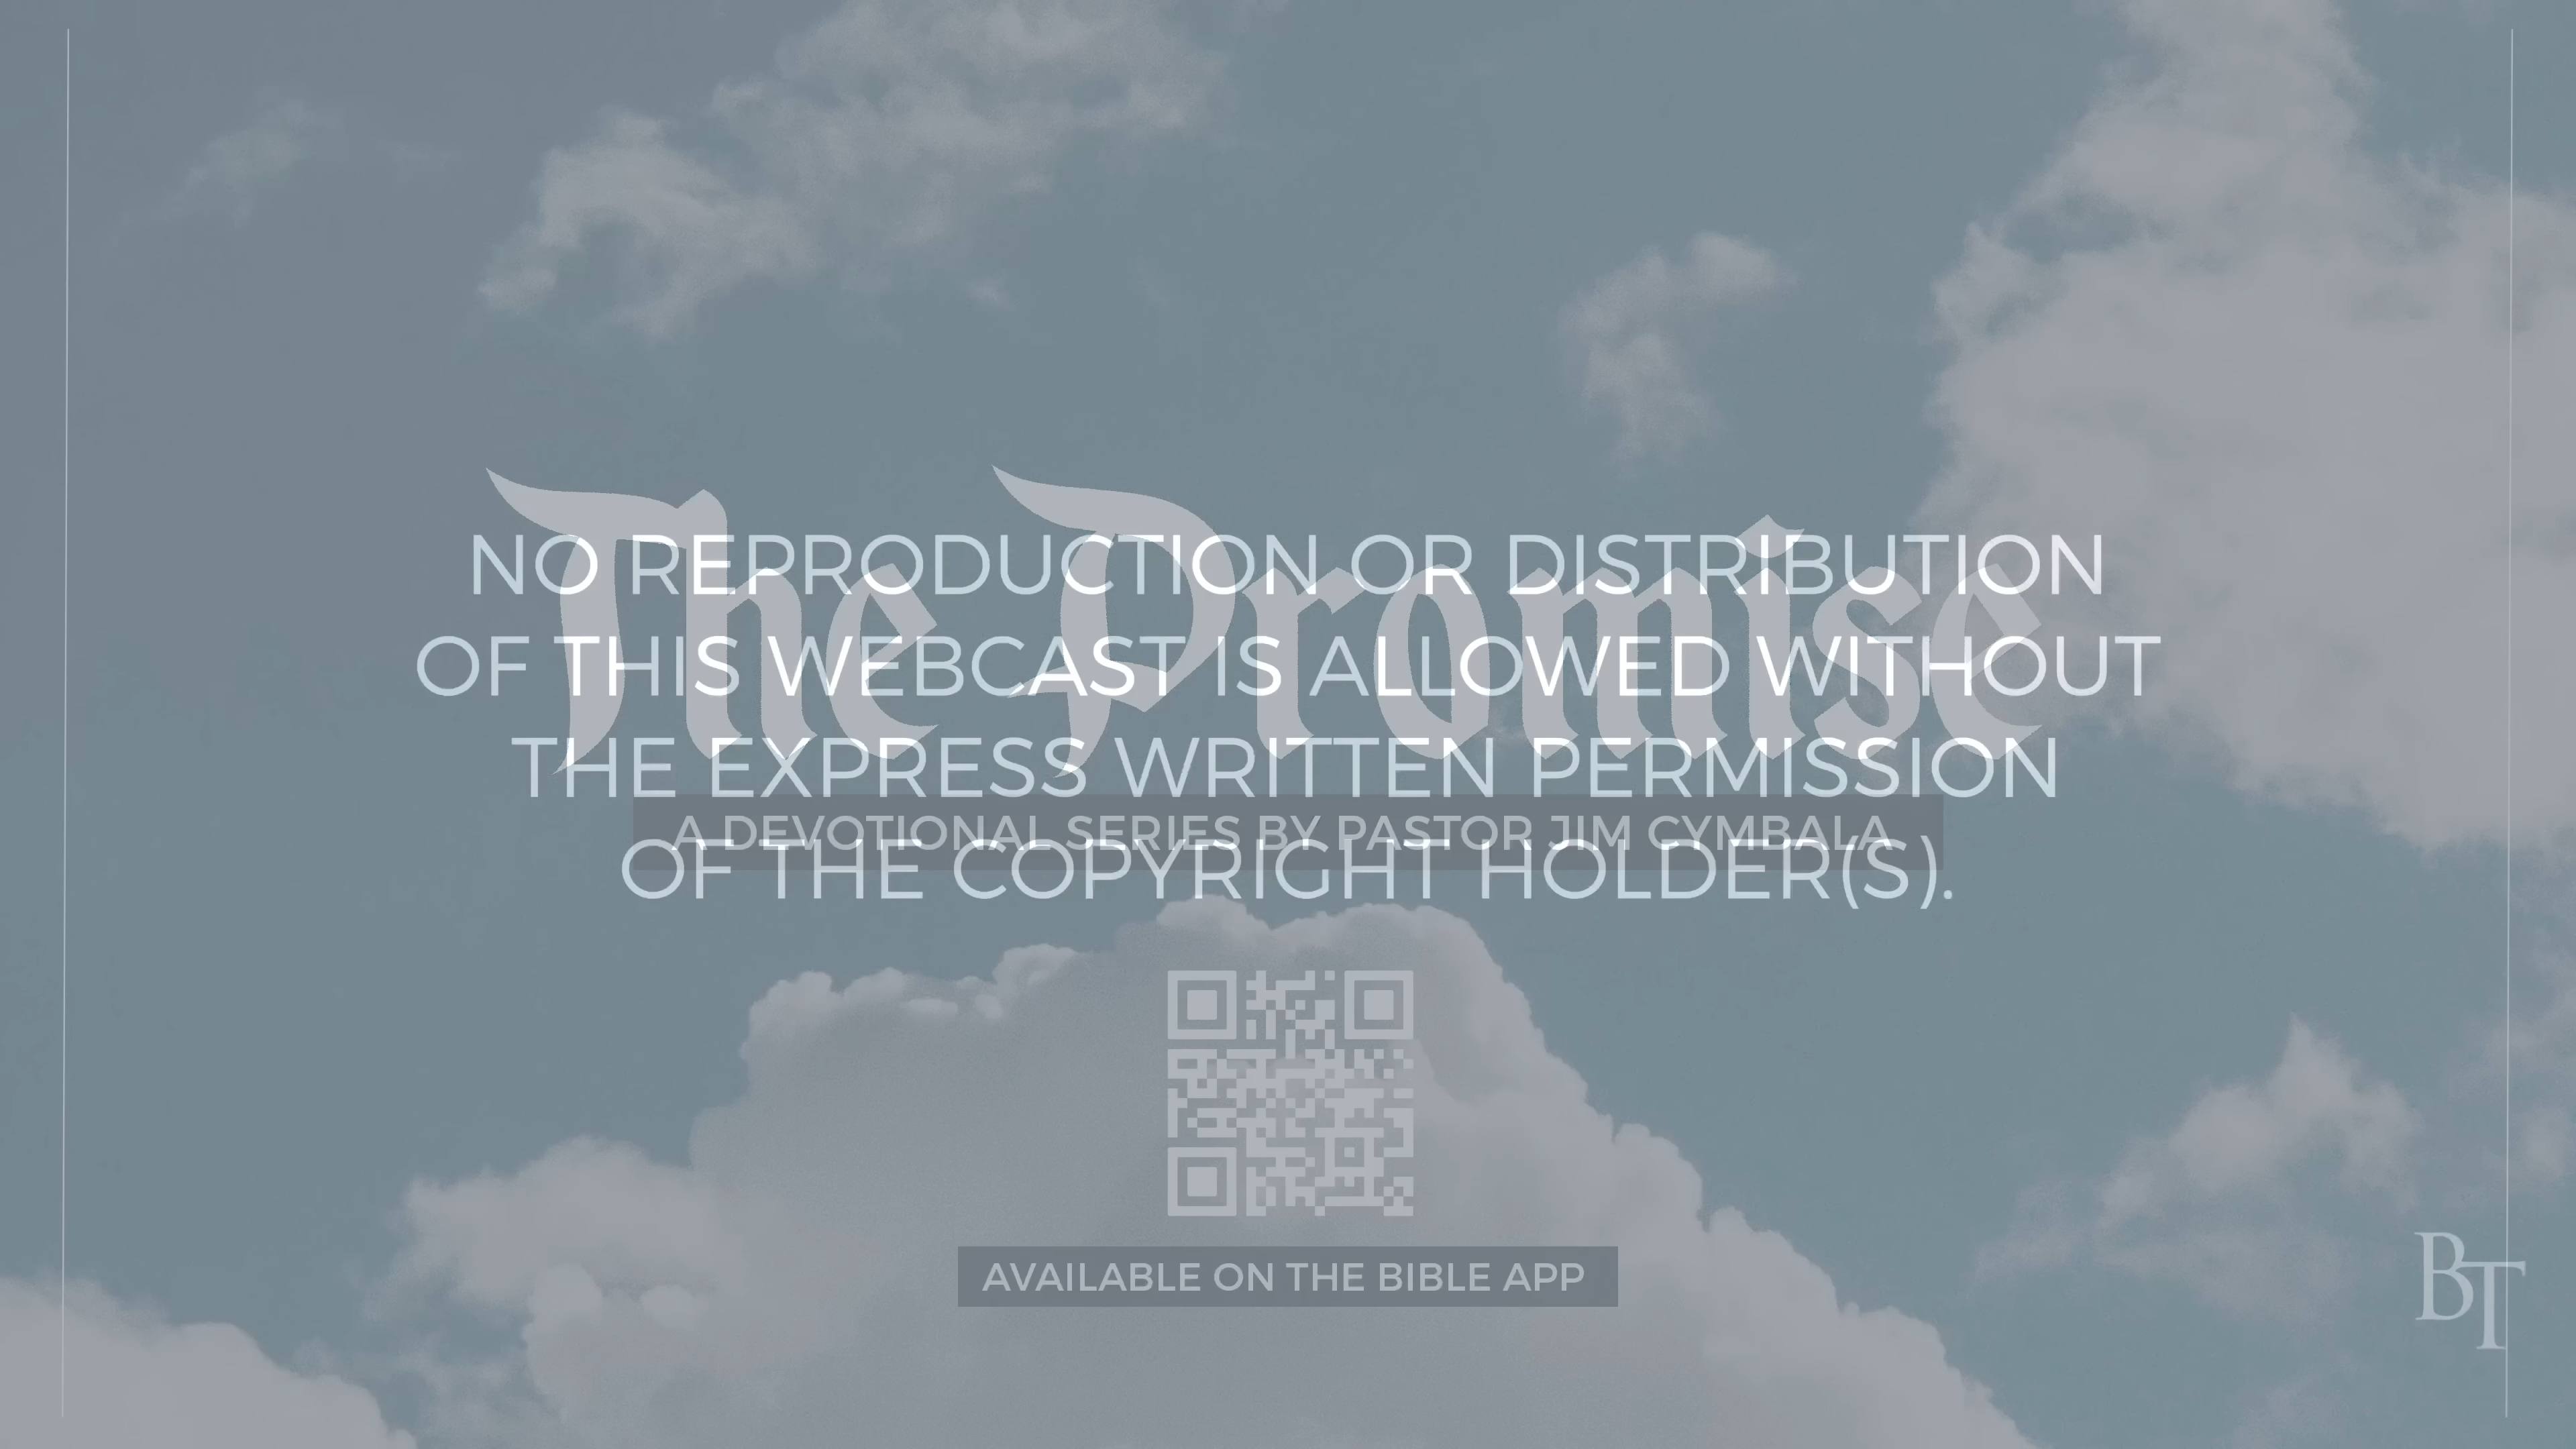 The Promise
NO REPRODUCTION OR DISTRIBUTION
OF THIS WEBCAST IS ALLOWED WITHOUT
THE EXPRESS WRITTEN PERMISSION
OF THE COPYRIGHT HOLDER(S).
A DEVOTIONAL SERIES BY PASTOR JIM CYMBALA
AVAILABLE ON THE BIBLE APP
BT